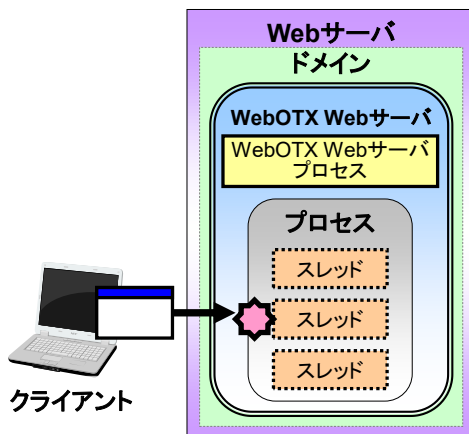 Webサーバ
ドメイン
WebOTX Webサーバ
WebOTX Webサーバ
プロセス
プロセス
スレッド
スレッド
スレッド
クライアント